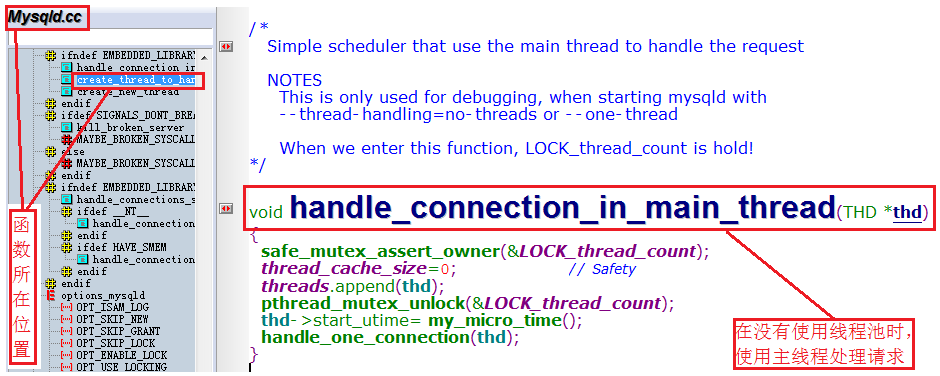 Mysqld.cc
ifndef EMBEDDED_LIBRARY
handle_connection_in
create_thread_to_han
create_new_thread
endif
ifdef SIGNALS_DONT_BREA
kill_broken_server
MAYBE_BROKEN_SYSCALL
else
MAYBE_BROKEN_SYSCALL
endif
ifndef EMBEDDED_LIBRARY
handle_connections_s
ifdef __NT__
handle_connection
endif
ifdef HAVE_SMEM
handle_connection
endif
endif
options_mysqld
OPT_ISAM_LOG
OPT_SKIP_NEW
OPT_SKIP_GRANT
OPT_SKIP_LOCK
OPT_ENABLE_LOCK
OPT_USE_LOCKING
函
数
所
在
位
置
/*
Simple scheduler that use the main thread to handle the request
NOTES
This is only used for debugging, when starting mysqld with
--thread-handling=no-threads or --one-thread
When we enter this function, LOCK_thread_count is hold!
*/
void handle_connection_in_main_thread(THD *thd)
{
safe_mutex_assert_owner(&LOCK_thread_count);
thread_cache_size=0; // Safety
threads.append(thd);
pthread_mutex_unlock(&LOCK_thread_count);
thd->start_utime= my_micro_time();
handle_one_connection(thd);
}
在没有使用线程池时，
使用主线程处理请求